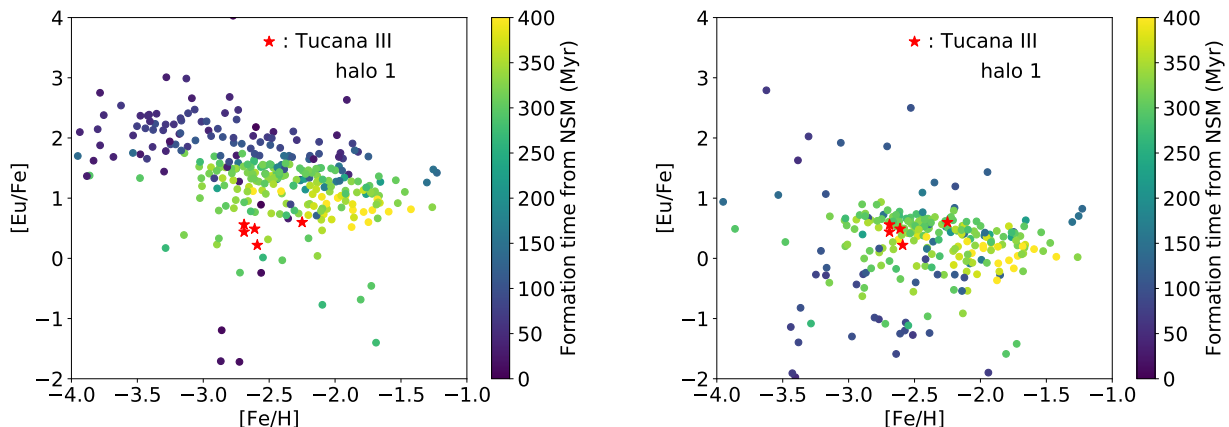 4
3
2
1
0
−1
−2
−4.0 −3.5 −3.0 −2.5 −2.0 −1.5 −1.0
[Fe/H]
[Eu/Fe]
★ : Tucana III
halo 1
400
350
300
250
200
150
100
50
0
Formation time from NSM (Myr)
4
3
2
1
0
−1
−2
−4.0 −3.5 −3.0 −2.5 −2.0 −1.5 −1.0
[Fe/H]
[Eu/Fe]
★ : Tucana III
halo 1
400
350
300
250
200
150
100
50
0
Formation time from NSM (Myr)